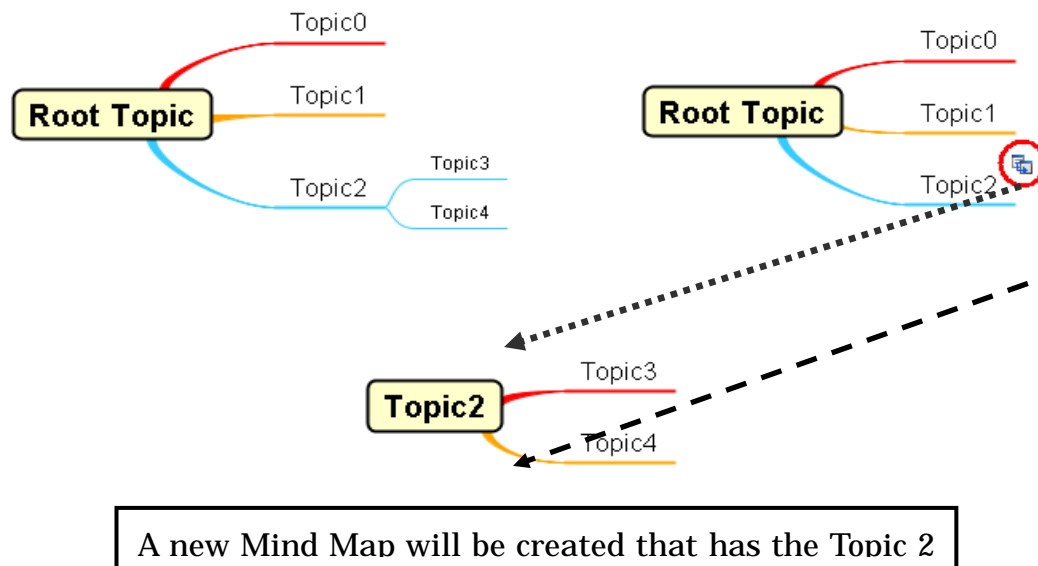 Topic0
Topic1
Root Topic
Topic2
Topic3
Topic4
Topic0
Topic1
Root Topic
Topic2
Topic3
Topic2
Topic4
A new Mind Map will be created that has the Topic 2